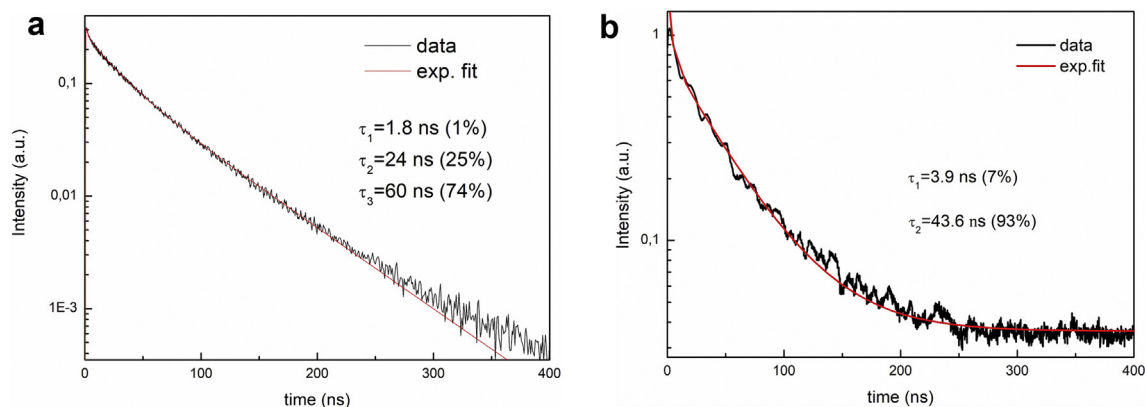 a
data
exp. fit
τ1=1.8 ns (1%)
τ2=24 ns (25%)
τ3=60 ns (74%)
0,1
0,01
1E-3
Intensity (a.u.)
0
100
200
300
400
time (ns)
b
data
exp.fit
τ1=3.9 ns (7%)
τ2=43.6 ns (93%)
1
0,1
Intensity (a.u.)
0
100
200
300
400
time (ns)